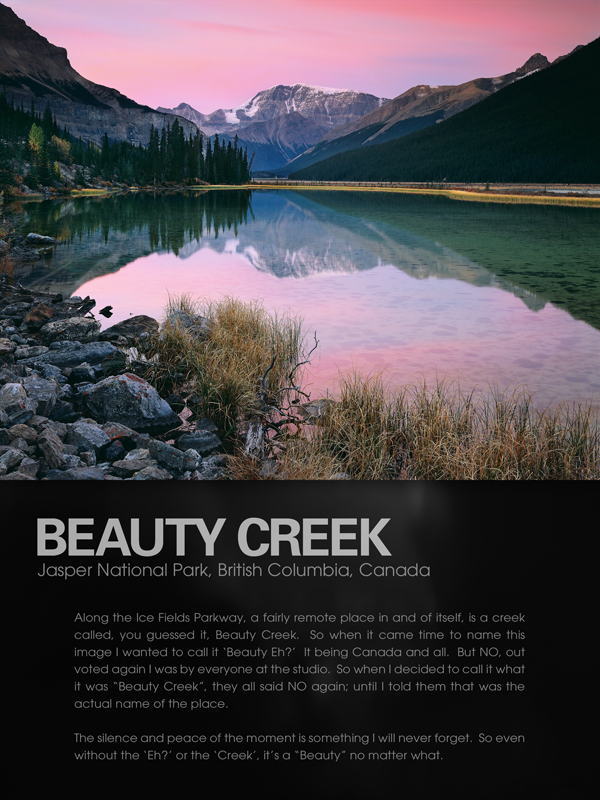 BEAUTY CREEK
Jasper National Park, British Columbia, Canada
Along the Ice Fields Parkway, a fairly remote place in and of itself, is a creek
called, you guessed it, Beauty Creek.  So when it came time to name this
image I wanted to call it ‘Beauty Eh?’  It being Canada and all.  But NO, out
voted again I was by everyone at the studio.  So when I decided to call it what
it was “Beauty Creek”, they all said NO again; until I told them that was the
actual name of the place.
The silence and peace of the moment is something I will never forget.  So even
without the ‘Eh?’ or the ‘Creek’, it’s a “Beauty” no matter what.